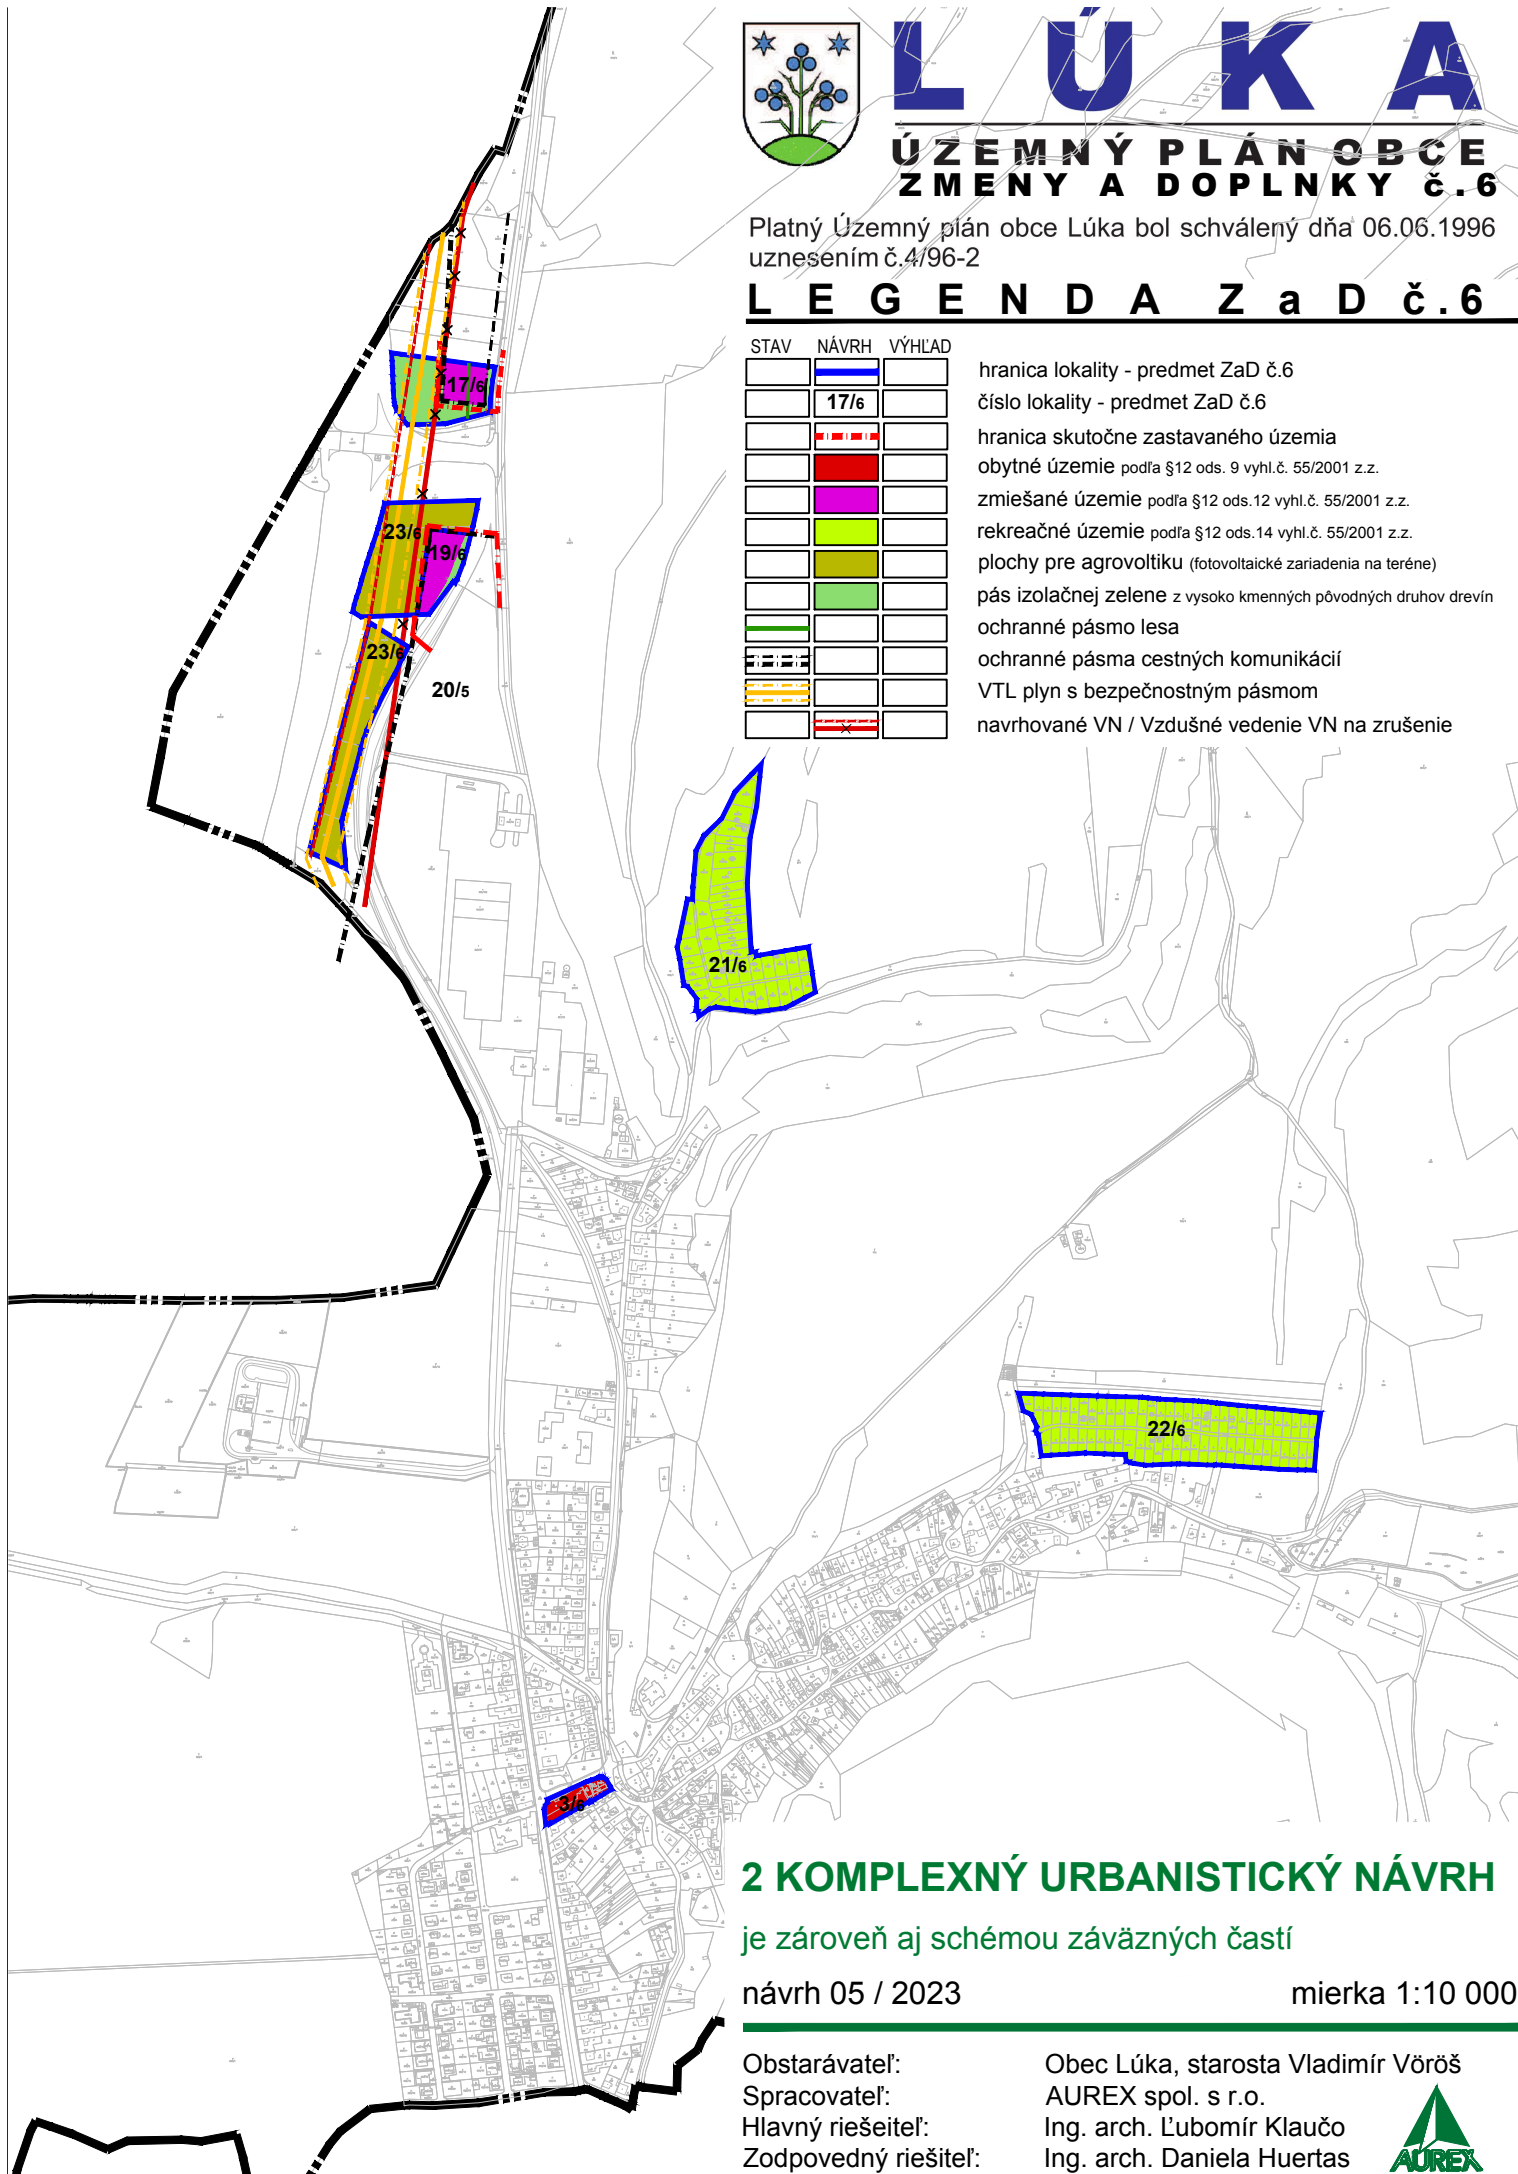 LÚKA
ÚZEMNÝ PLÁN OBCE
ZMENY A DOPLNKY č.6
Platný Územný plán obce Lúka bol schválený dňa 06.06.1996
uznesením č.4/96-2
LEGENDA ZaD č.6
STAV NÁVRH VÝHĽAD
hranica lokality - predmet ZaD č.6
17/6 číslo lokality - predmet ZaD č.6
hranica skutočne zastavaného územia
obytné územie podľa §12 ods. 9 vyhl.č. 55/2001 z.z.
zmiešané územie podľa §12 ods.12 vyhl.č. 55/2001 z.z.
rekreačné územie podľa §12 ods.14 vyhl.č. 55/2001 z.z.
plochy pre agrovoltiku (fotovoltaické zariadenia na teréne)
pás izolačnej zelene z vysoko kmenných pôvodných druhov drevín
ochranné pásmo lesa
ochranné pásma cestných komunikácií
VTL plyn s bezpečnostným pásmom
navrhované VN / Vzdušné vedenie VN na zrušenie
17/6
23/6
19/6
23/6
20/5
21/6
22/6
3/6
2 KOMPLEXNÝ URBANISTICKÝ NÁVRH
je zároveň aj schémou záväzných častí
návrh 05 / 2023 mierka 1:10 000
Obstarávateľ: Obec Lúka, starosta Vladimír Vöröš
Spracovateľ: AUREX spol. s r.o.
Hlavný riešeiteľ: Ing. arch. Ľubomír Klaučo
Zodpovedný riešiteľ: Ing. arch. Daniela Huertas
AUREX